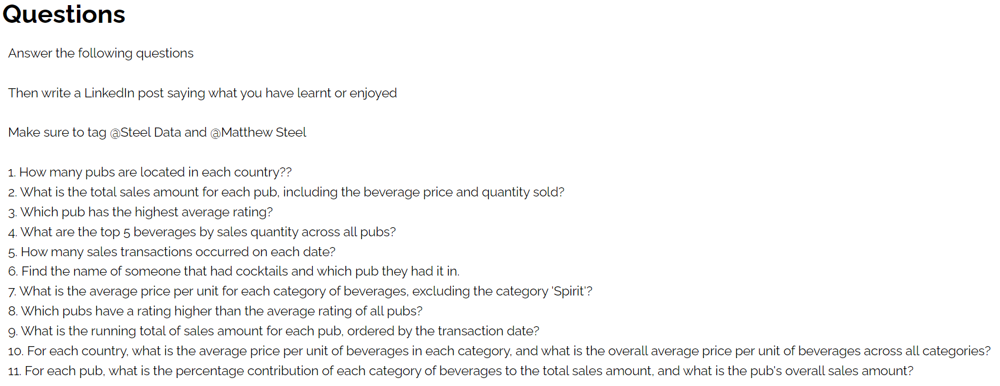 Questions
Answer the following questions
Then write a LinkedIn post saying what you have learnt or enjoyed
Make sure to tag @Steel Data and @Matthew Steel
1. How many pubs are located in each country??
2. What is the total sales amount for each pub, including the beverage price and quantity sold?
3. Which pub has the highest average rating?
4. What are the top 5 beverages by sales quantity across all pubs?
5. How many sales transactions occurred on each date?
6. Find the name of someone that had cocktails and which pub they had it in.
7. What is the average price per unit for each category of beverages, excluding the category 'Spirit'?
8. Which pubs have a rating higher than the average rating of all pubs?
9. What is the running total of sales amount for each pub, ordered by the transaction date?
10. For each country, what is the average price per unit of beverages in each category, and what is the overall average price per unit of beverages across all categories?
11. For each pub, what is the percentage contribution of each category of beverages to the total sales amount, and what is the pub's overall sales amount?